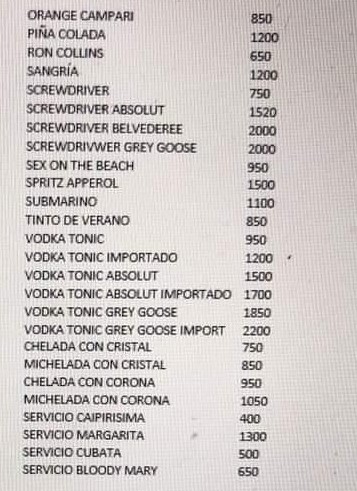 ORANGE CAMPARI 850
PIÑA COLADA 1200
RON COLLINS 650
SANGRÍA 1200
SCREWDRIVER 750
SCREWDRIVER ABSOLUT 1520
SCREWDRIVER BELVEDEREE 2000
SCREWDRIVWER GREY GOOSE 2000
SEX ON THE BEACH 950
SPRITZ APPEROL 1500
SUBMARINO 1100
TINTO DE VERANO 850
VODKA TONIC 950
VODKA TONIC IMPORTADO 1200
VODKA TONIC ABSOLUT 1500
VODKA TONIC ABSOLUT IMPORTADO 1700
VODKA TONIC GREY GOOSE 1850
VODKA TONIC GREY GOOSE IMPORT 2200
CHELADA CON CRISTAL 750
MICHELADA CON CRISTAL 850
CHELADA CON CORONA 950
MICHELADA CON CORONA 1050
SERVICIO CAIPIRISIMA 400
SERVICIO MARGARITA 1300
SERVICIO CUBATA 500
SERVICIO BLOODY MARY 650